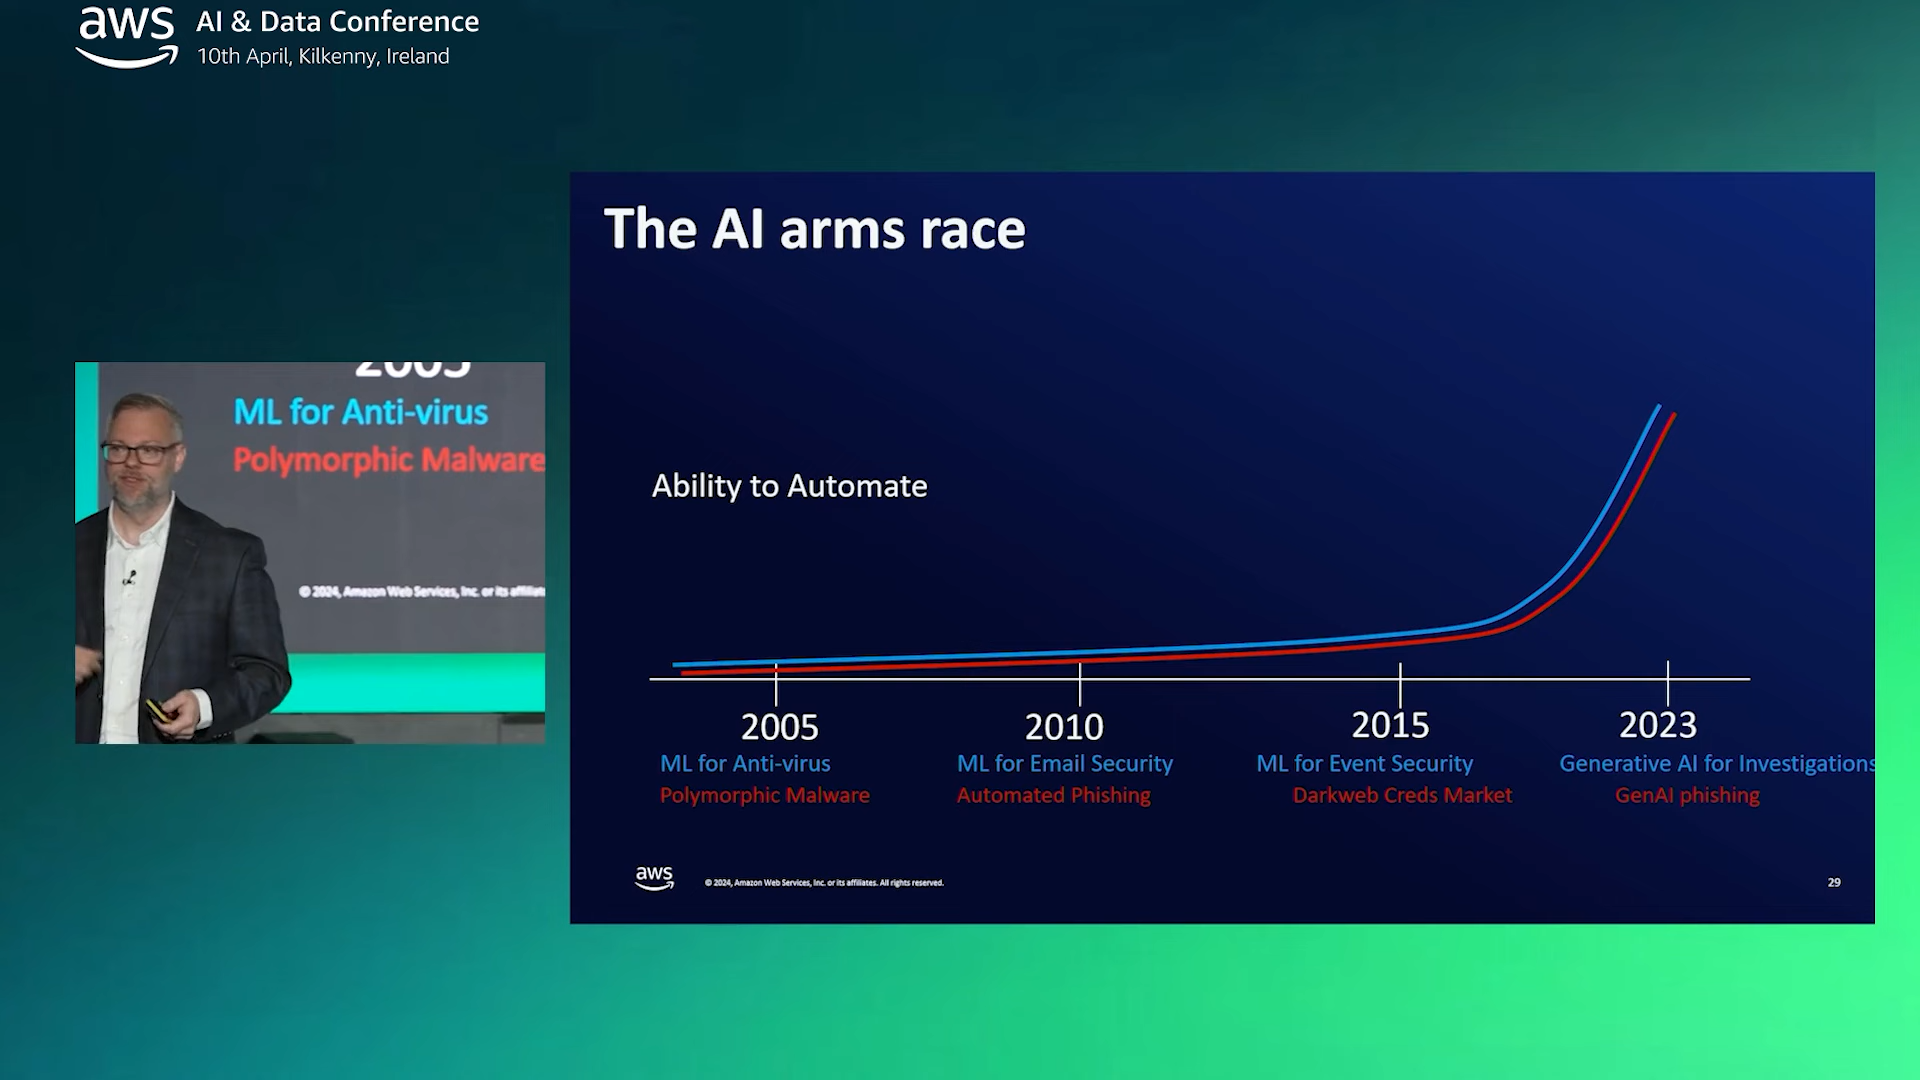 aws
AI & Data Conference
10th April, Kilkenny, Ireland
The AI arms race
ML for Anti-virus
Polymorphic Malware
© 2024, Amazon Web Services, Inc. or its
Ability to Automate
2005
2010
2015
2023
ML for Anti-virus
ML for Email Security
ML for Event Security
Generative AI for Investigations
Polymorphic Malware
Automated Phishing
Darkweb Creds Market
GenAI phishing
aws
© 2024, Amazon Web Services, Inc. or its affiliates. All rights reserved.
29